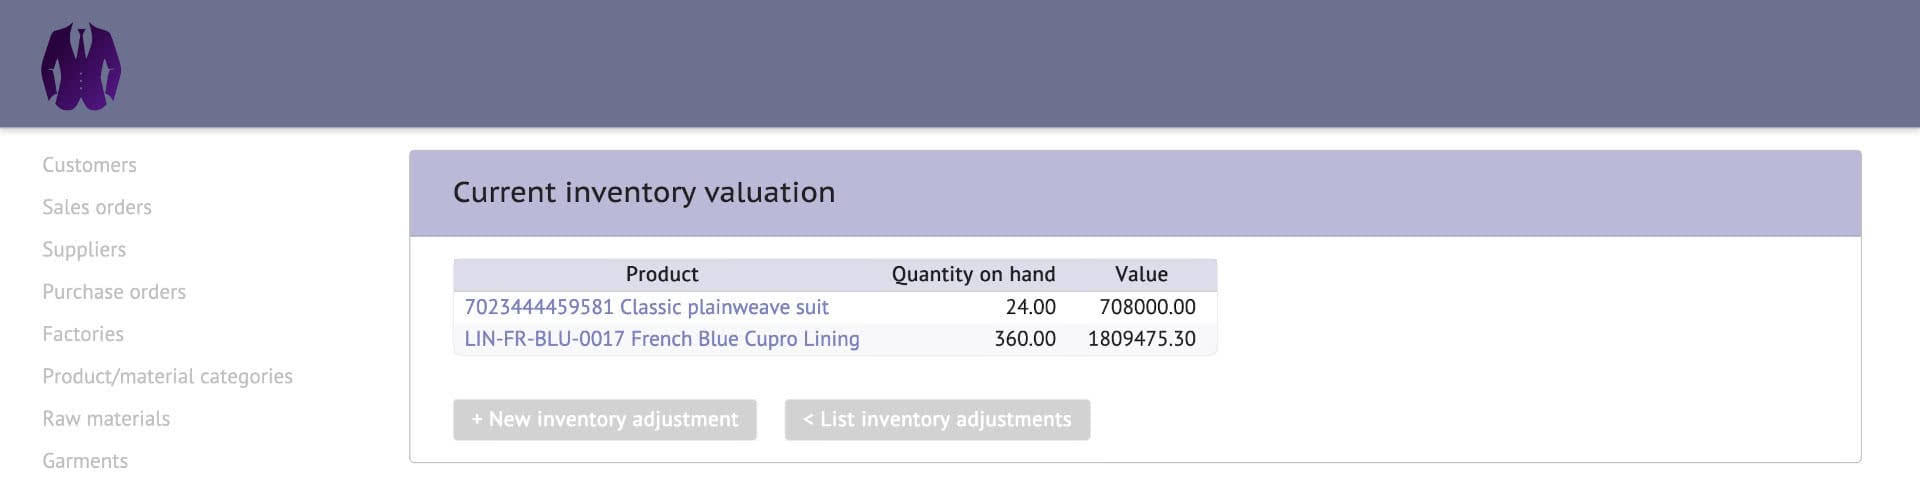 Customers
Sales orders
Suppliers
Purchase orders
Factories
Product/material categories
Raw materials
Garments
Current inventory valuation
Product Quantity on hand Value
7023444459581 Classic plainweave suit 24.00 708000.00
LIN-FR-BLU-0017 French Blue Cupro Lining 360.00 1809475.30
+ New inventory adjustment < List inventory adjustments